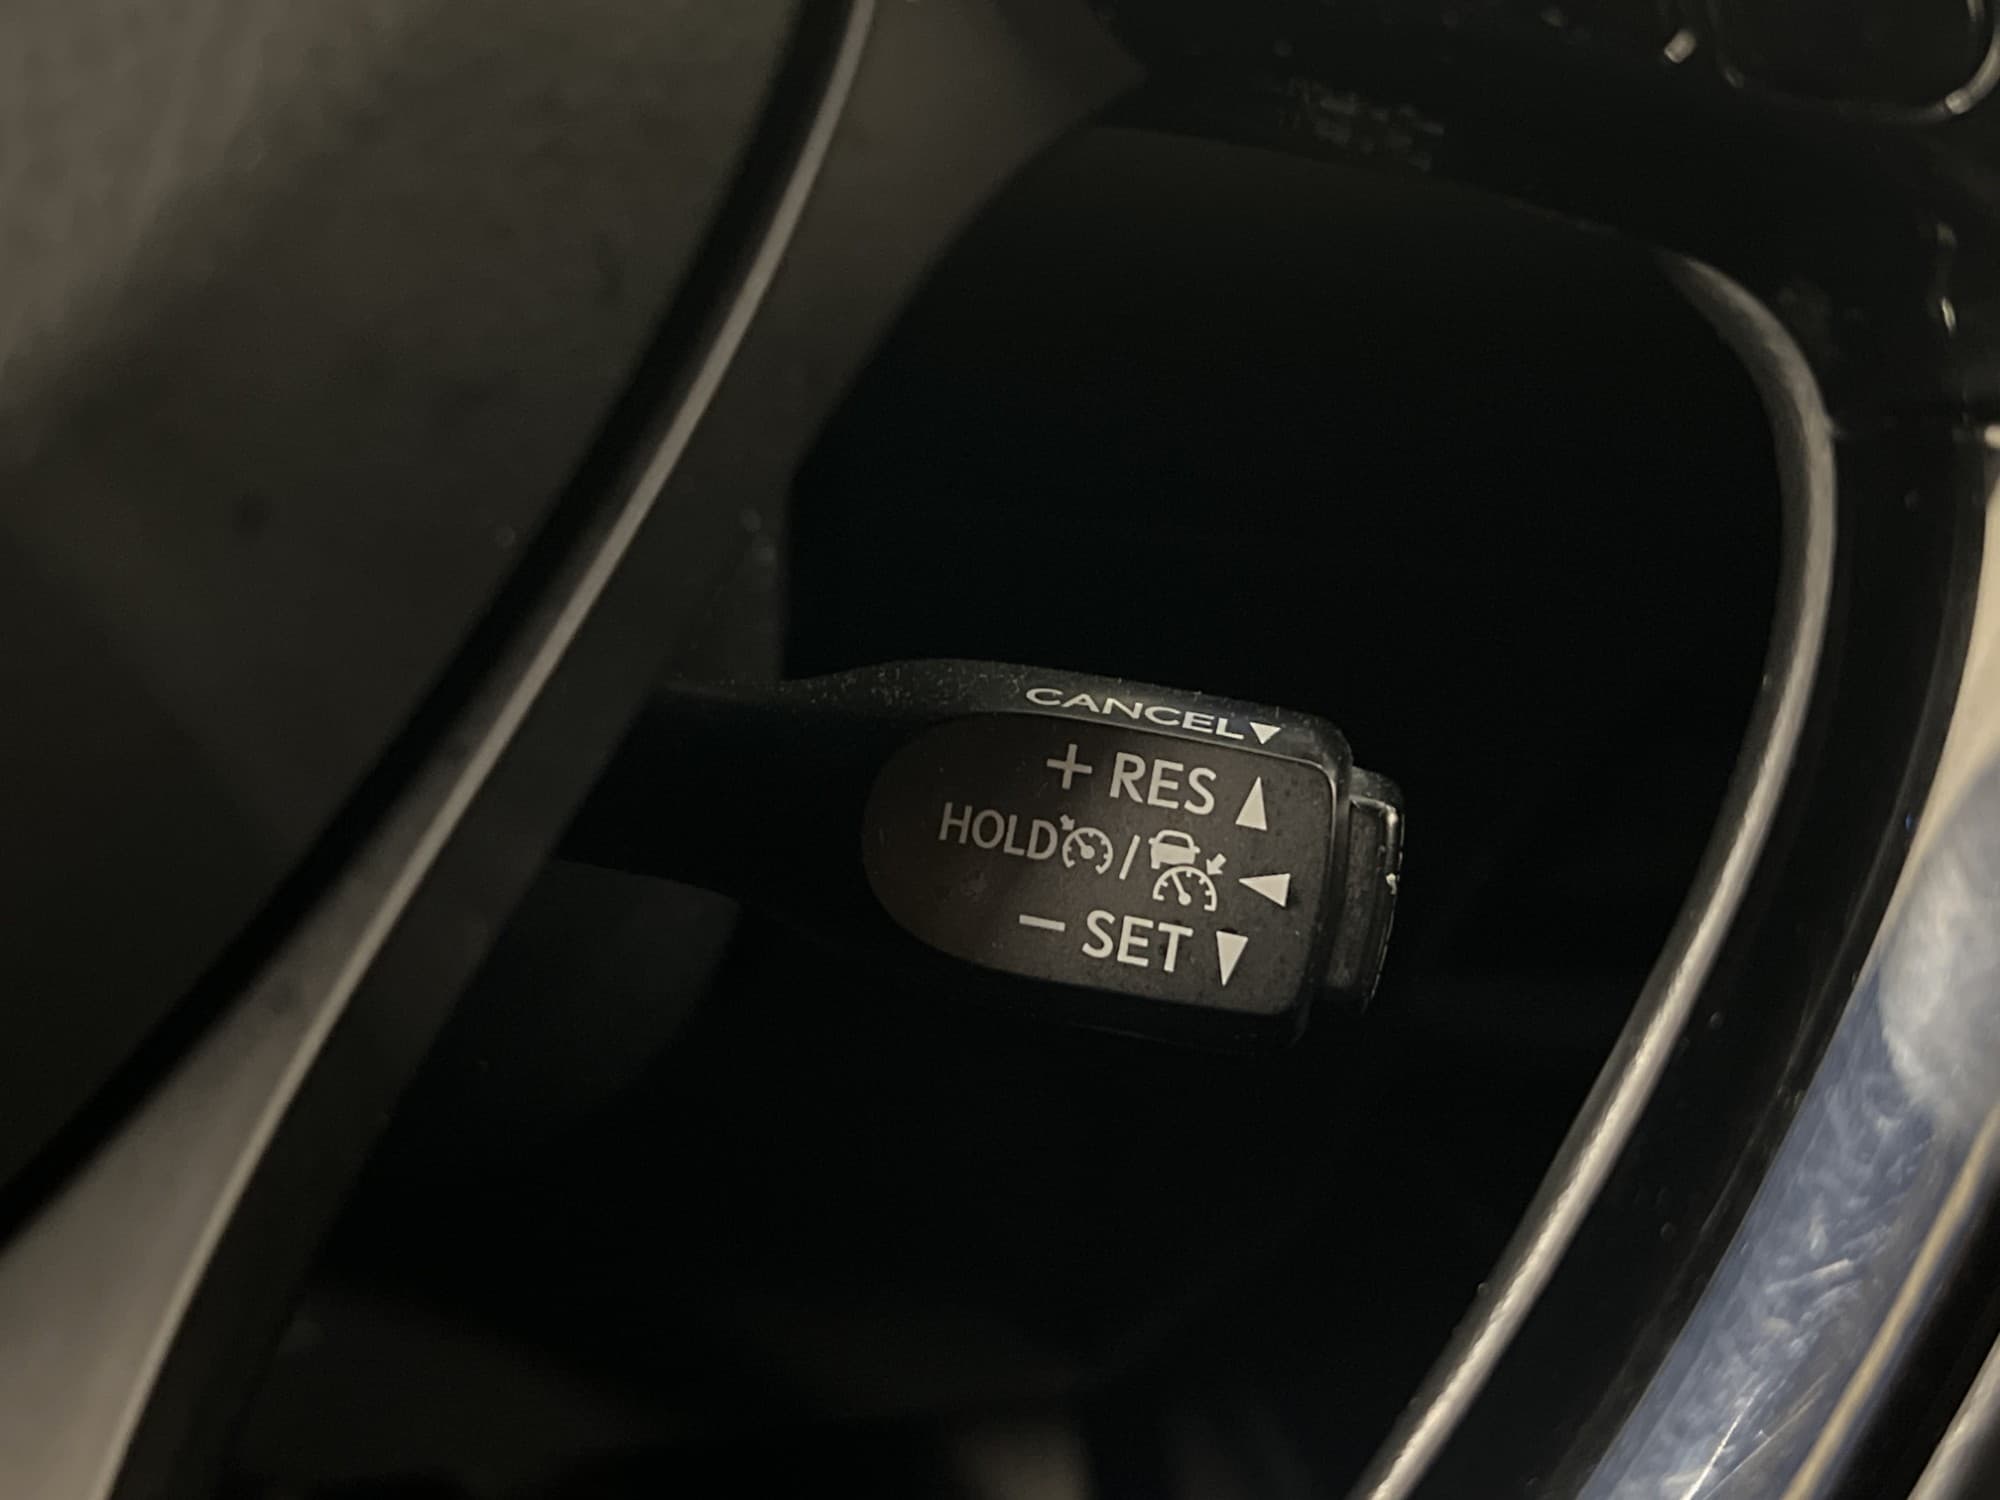 CANCEL▼
+ RES ▲
HOLD / ◀
− SET ▼